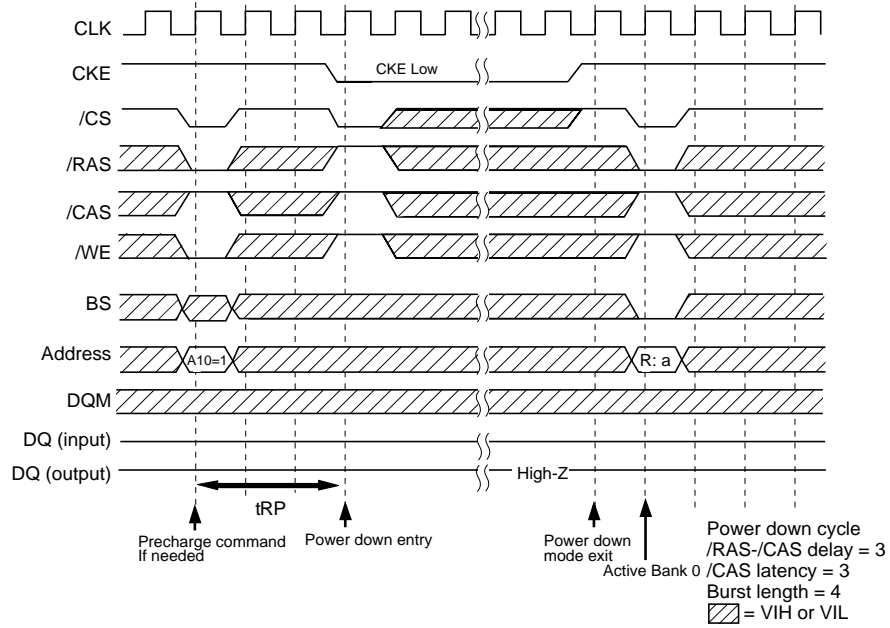 CLK
CKE
CKE Low
/CS
/RAS
/CAS
/WE
BS
Address
A10=1
R: a
DQM
DQ (input)
DQ (output)
High-Z
tRP
Precharge command
If needed
Power down entry
Power down
mode exit
Active Bank 0
Power down cycle
/RAS-/CAS delay = 3
/CAS latency = 3
Burst length = 4
= VIH or VIL